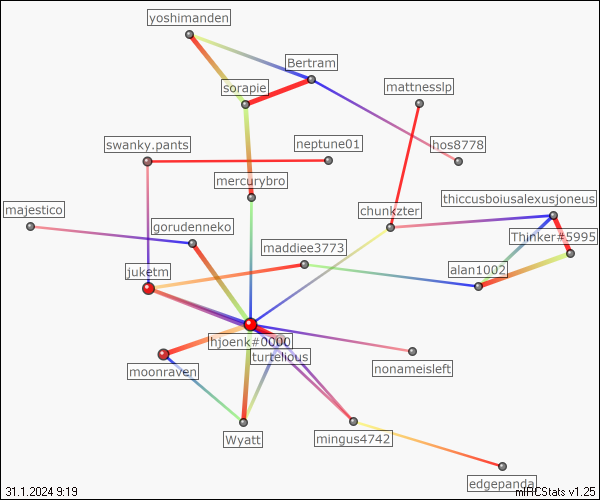 yoshimanden
Bertram
sorapie
mattnesslp
swanky.pants
neptune01
hos8778
mercurybro
thiccusboiusalexusjoneus
majestico
chunkzter
gorudenneko
Thinker#5995
maddiee3773
juketm
alan1002
hjoenk#0000
turtelious
moonraven
nonameisleft
Wyatt
mingus4742
edgepanda
31.1.2024 9:19
mIRCStats v1.25